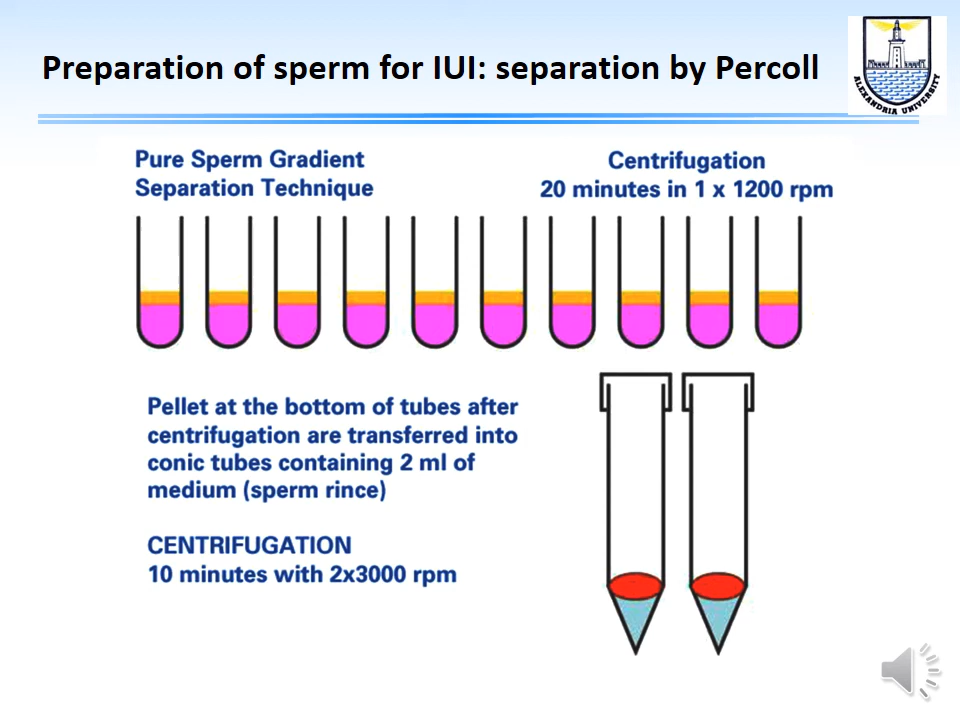 Preparation of sperm for IUI: separation by Percoll
ALEXANDRIA UNIVERSITY
Pure Sperm Gradient
Separation Technique
Centrifugation
20 minutes in 1 x 1200 rpm
Pellet at the bottom of tubes after
centrifugation are transferred into
conic tubes containing 2 ml of
medium (sperm rince)
CENTRIFUGATION
10 minutes with 2x3000 rpm